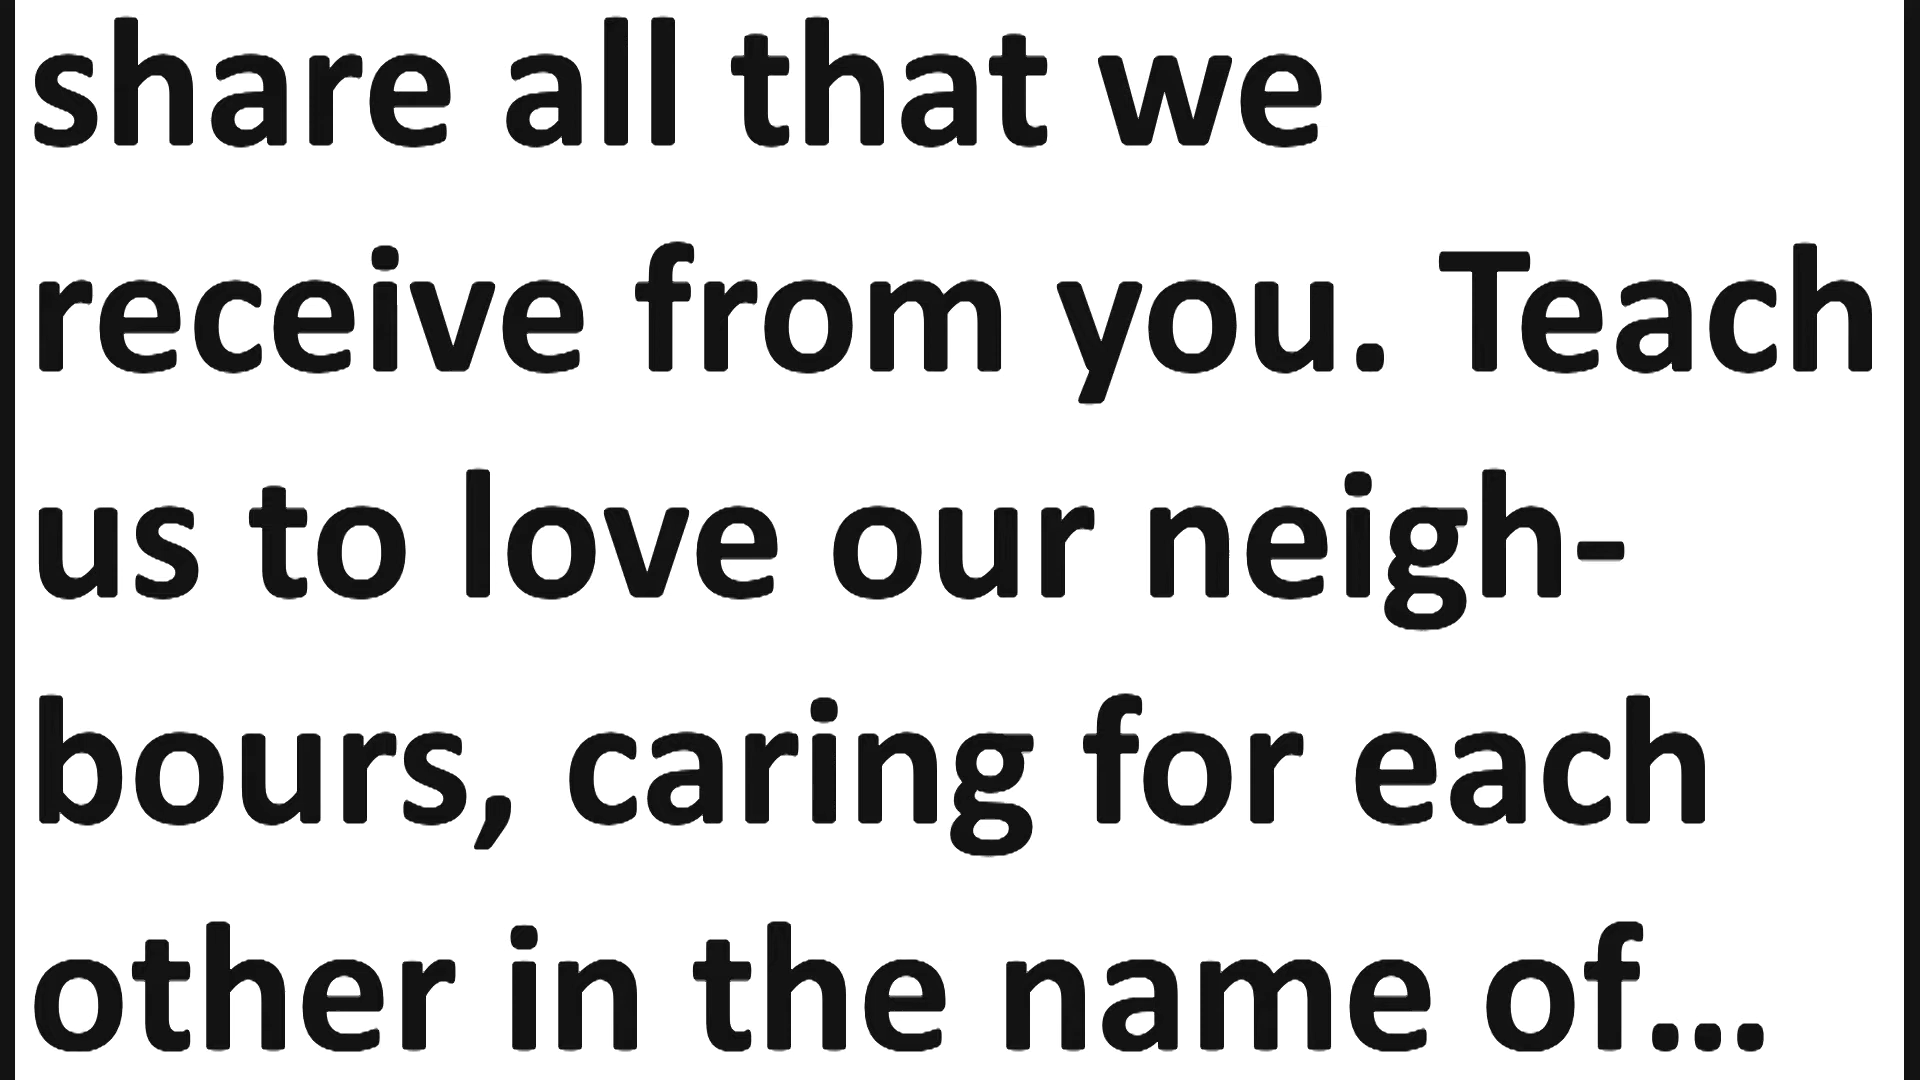 share all that we
receive from you. Teach
us to love our neigh-
bours, caring for each
other in the name of...